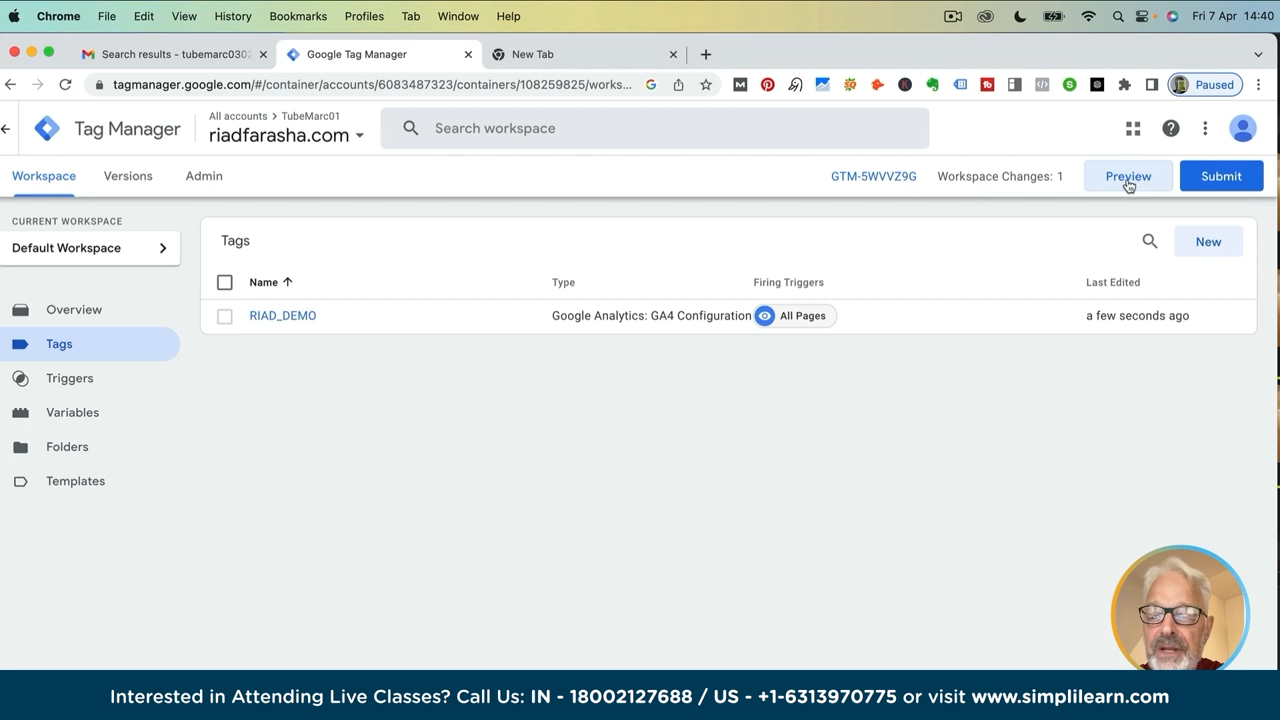 Chrome File Edit View History Bookmarks Profiles Tab Window Help Fri 7 Apr 14:40
Search results - tubemarc030 Google Tag Manager New Tab
tagmanager.google.com/#/container/accounts/6083487323/containers/108259825/works... Paused
Tag Manager
All accounts > TubeMarc01
riadfarasha.com
Search workspace
Workspace Versions Admin GTM-5WVVZ9G Workspace Changes: 1 Preview Submit
CURRENT WORKSPACE
Default Workspace
Overview
Tags
Triggers
Variables
Folders
Templates
Tags New
Name Type Firing Triggers Last Edited
RIAD_DEMO Google Analytics: GA4 Configuration All Pages a few seconds ago
Interested in Attending Live Classes? Call Us: IN - 18002127688 / US - +1-6313970775 or visit www.simplilearn.com